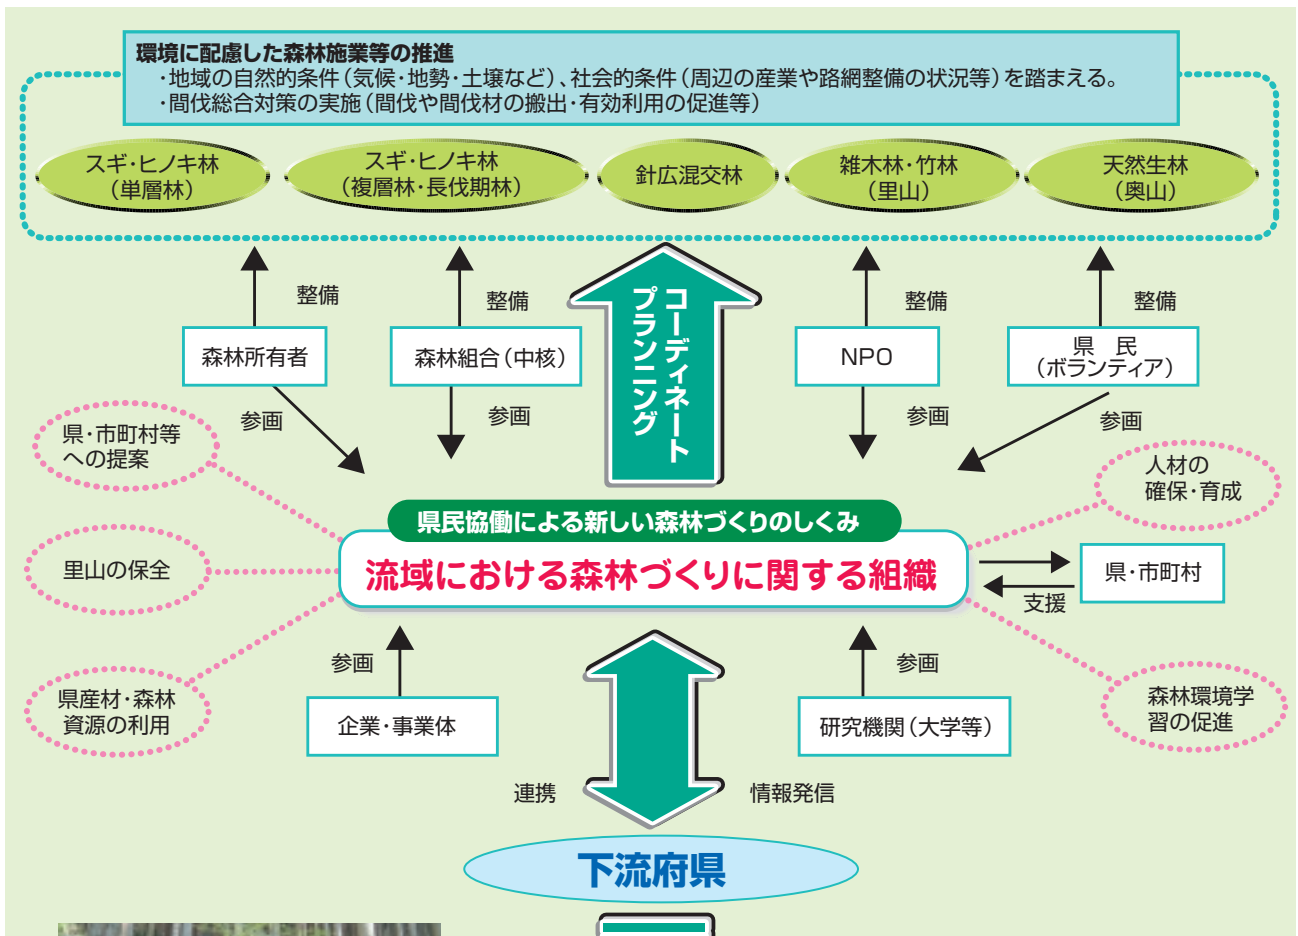 環境に配慮した森林施業等の推進
・地域の自然的条件（気候・地勢・土壌など）、社会的条件（周辺の産業や路網整備の状況等）を踏まえる。
・間伐総合対策の実施（間伐や間伐材の搬出・有効利用の促進等）
スギ・ヒノキ林
（単層林）
スギ・ヒノキ林
（複層林・長伐期林）
針広混交林
雑木林・竹林
（里山）
天然生林
（奥山）
整備
整備
整備
整備
コーディネート
プランニング
森林所有者
森林組合（中核）
NPO
県　民
（ボランティア）
参画
参画
参画
参画
県・市町村等
への提案
人材の
確保・育成
県民協働による新しい森林づくりのしくみ
流域における森林づくりに関する組織
里山の保全
県・市町村
支援
参画
参画
県産材・森林
資源の利用
森林環境学
習の促進
企業・事業体
研究機関（大学等）
連携
情報発信
下流府県